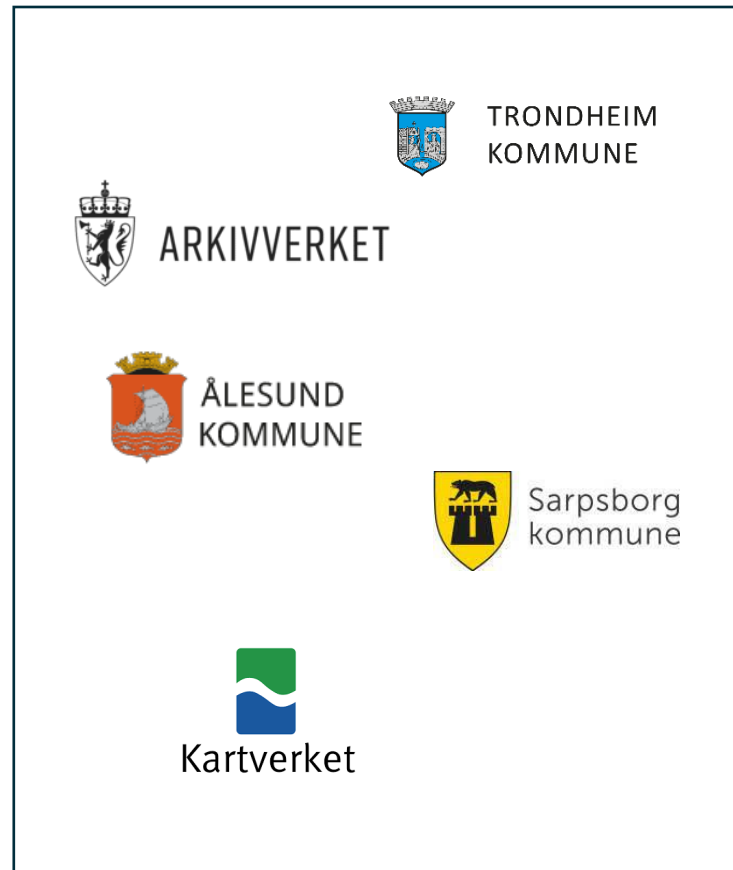 TRONDHEIM
KOMMUNE
ARKIVVERKET
ÅLESUND
KOMMUNE
Sarpsborg
kommune
Kartverket